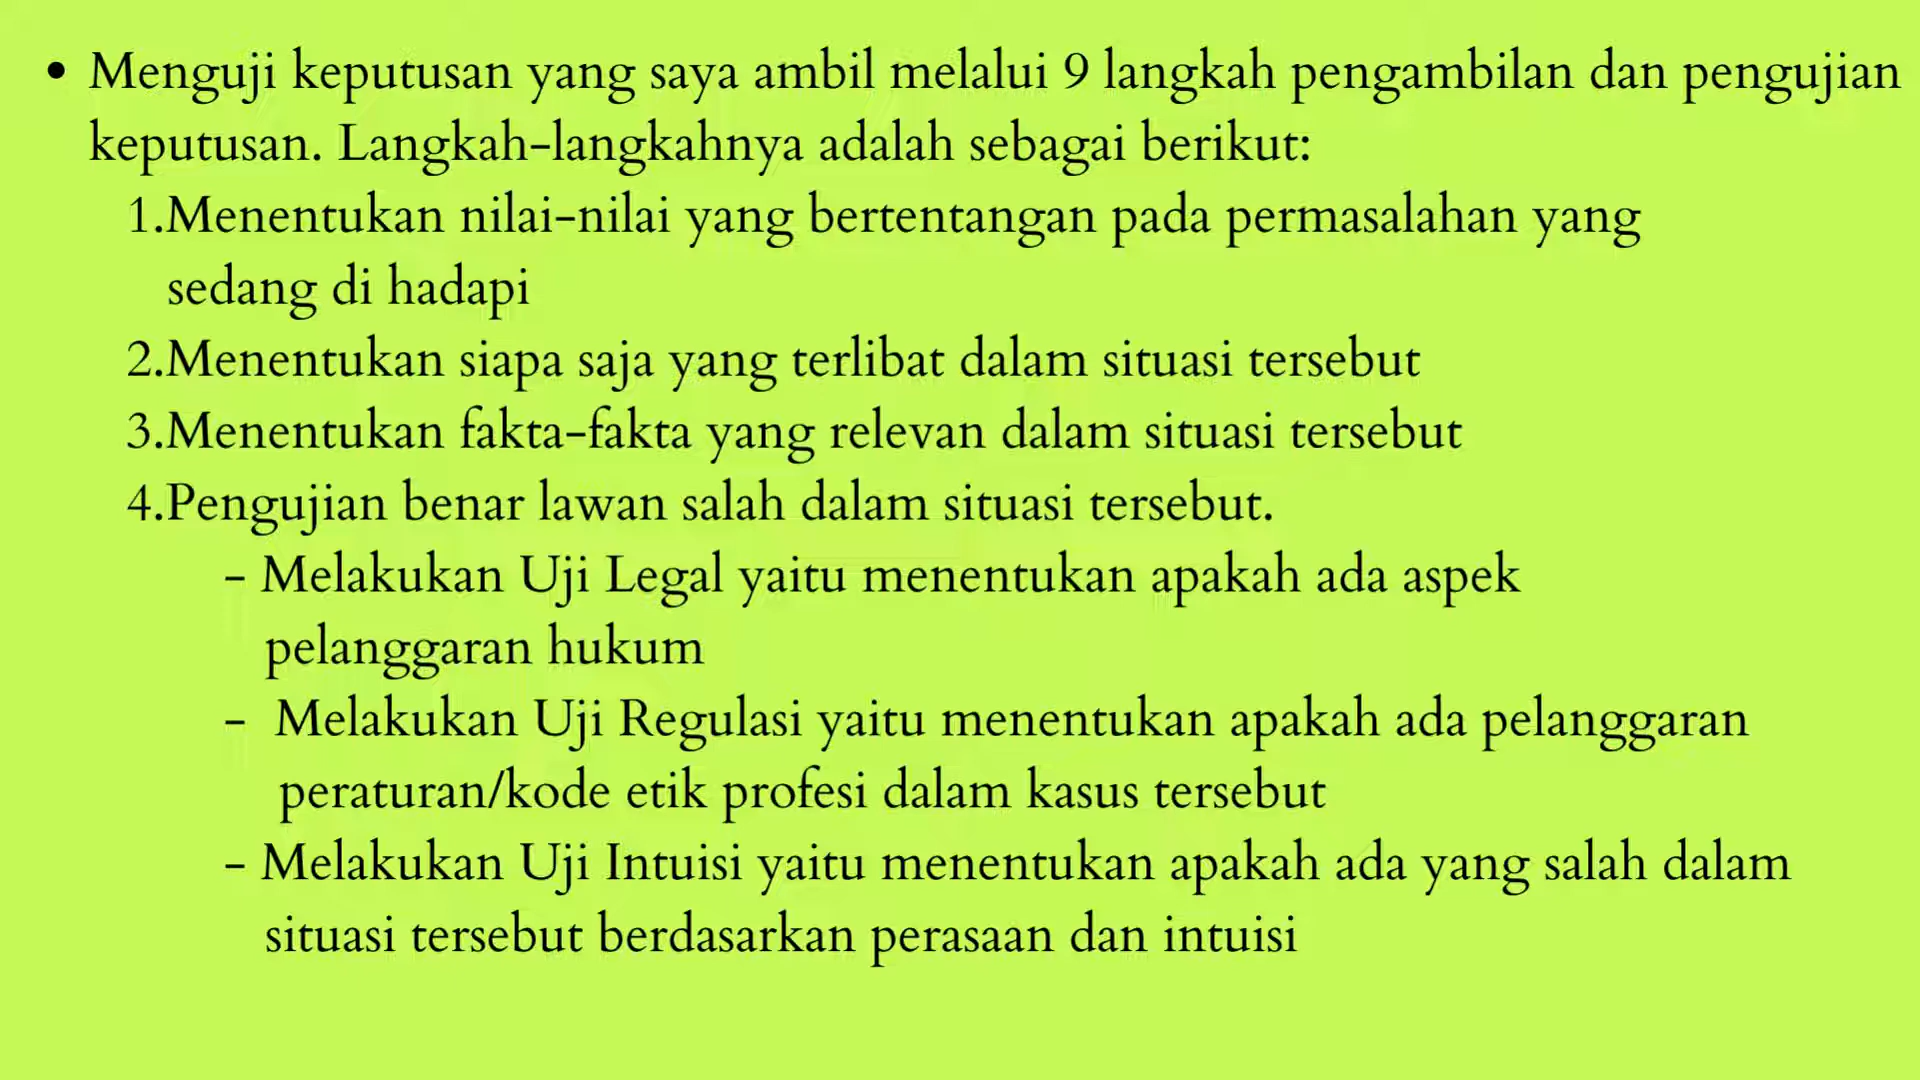 • Menguji keputusan yang saya ambil melalui 9 langkah pengambilan dan pengujian
keputusan. Langkah-langkahnya adalah sebagai berikut:
1.Menentukan nilai-nilai yang bertentangan pada permasalahan yang
sedang di hadapi
2.Menentukan siapa saja yang terlibat dalam situasi tersebut
3.Menentukan fakta-fakta yang relevan dalam situasi tersebut
4.Pengujian benar lawan salah dalam situasi tersebut.
- Melakukan Uji Legal yaitu menentukan apakah ada aspek
pelanggaran hukum
- Melakukan Uji Regulasi yaitu menentukan apakah ada pelanggaran
peraturan/kode etik profesi dalam kasus tersebut
- Melakukan Uji Intuisi yaitu menentukan apakah ada yang salah dalam
situasi tersebut berdasarkan perasaan dan intuisi